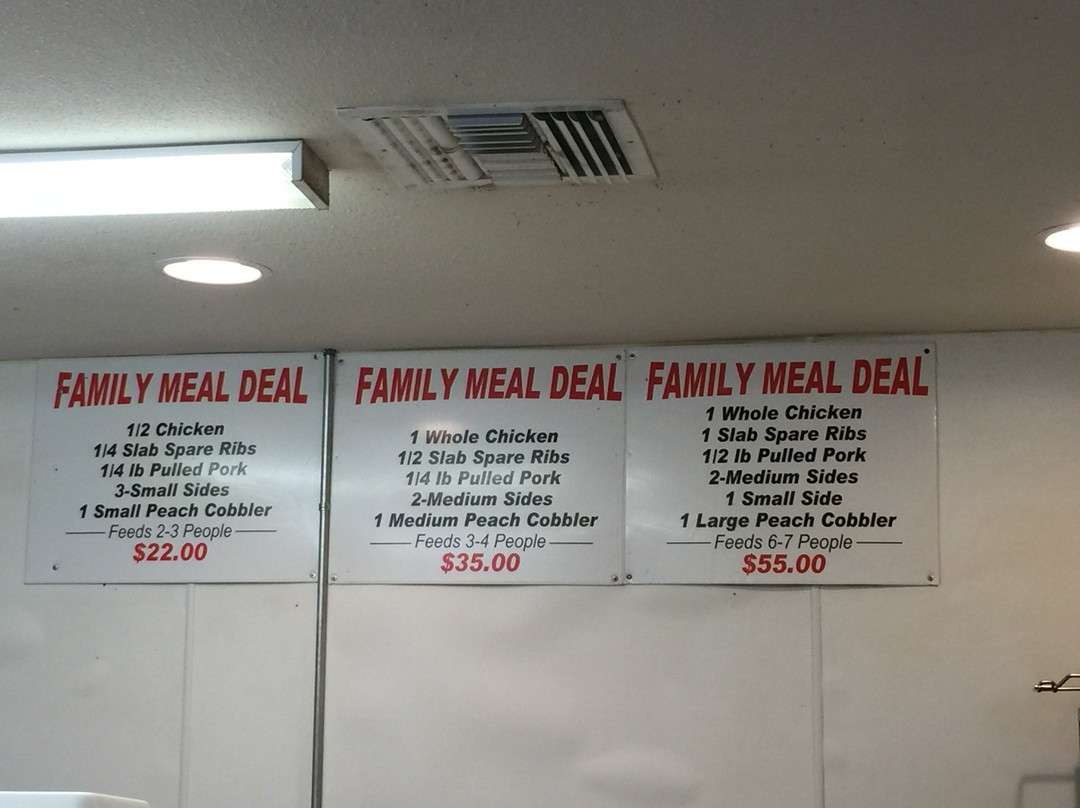 FAMILY MEAL DEAL
1/2 Chicken
1/4 Slab Spare Ribs
1/4 lb Pulled Pork
3-Small Sides
1 Small Peach Cobbler
Feeds 2-3 People
$22.00
FAMILY MEAL DEAL
1 Whole Chicken
1/2 Slab Spare Ribs
1/4 lb Pulled Pork
2-Medium Sides
1 Medium Peach Cobbler
Feeds 3-4 People
$35.00
FAMILY MEAL DEAL
1 Whole Chicken
1 Slab Spare Ribs
1/2 lb Pulled Pork
2-Medium Sides
1 Small Side
1 Large Peach Cobbler
Feeds 6-7 People
$55.00